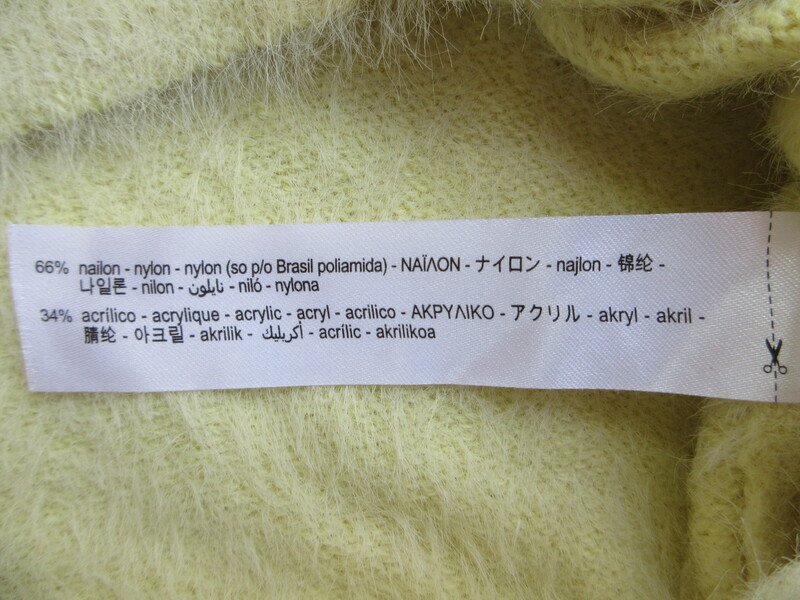 66% nailon - nylon - nylon (so p/o Brasil poliamida) - ΝΑΪΛΟΝ - ナイロン - najlon - 锦纶 -
나일론 - nilon - نايلون - niló - nylona
34% acrílico - acrylique - acrylic - acryl - acrilico - ΑΚΡΥΛΙΚΟ - アクリル - akryl - akril -
腈纶 - 아크릴 - akrilik - أكريليك - acrílic - akrilikoa